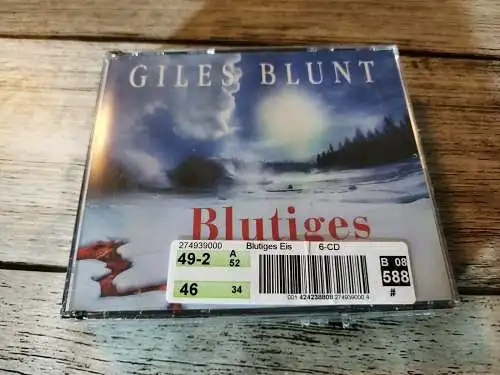 GILES BLUNT
Blutiges
274939000 Blutiges Eis 6-CD
49-2 A 52
46 34
B 08
588
#
001 424238808 274939000 4